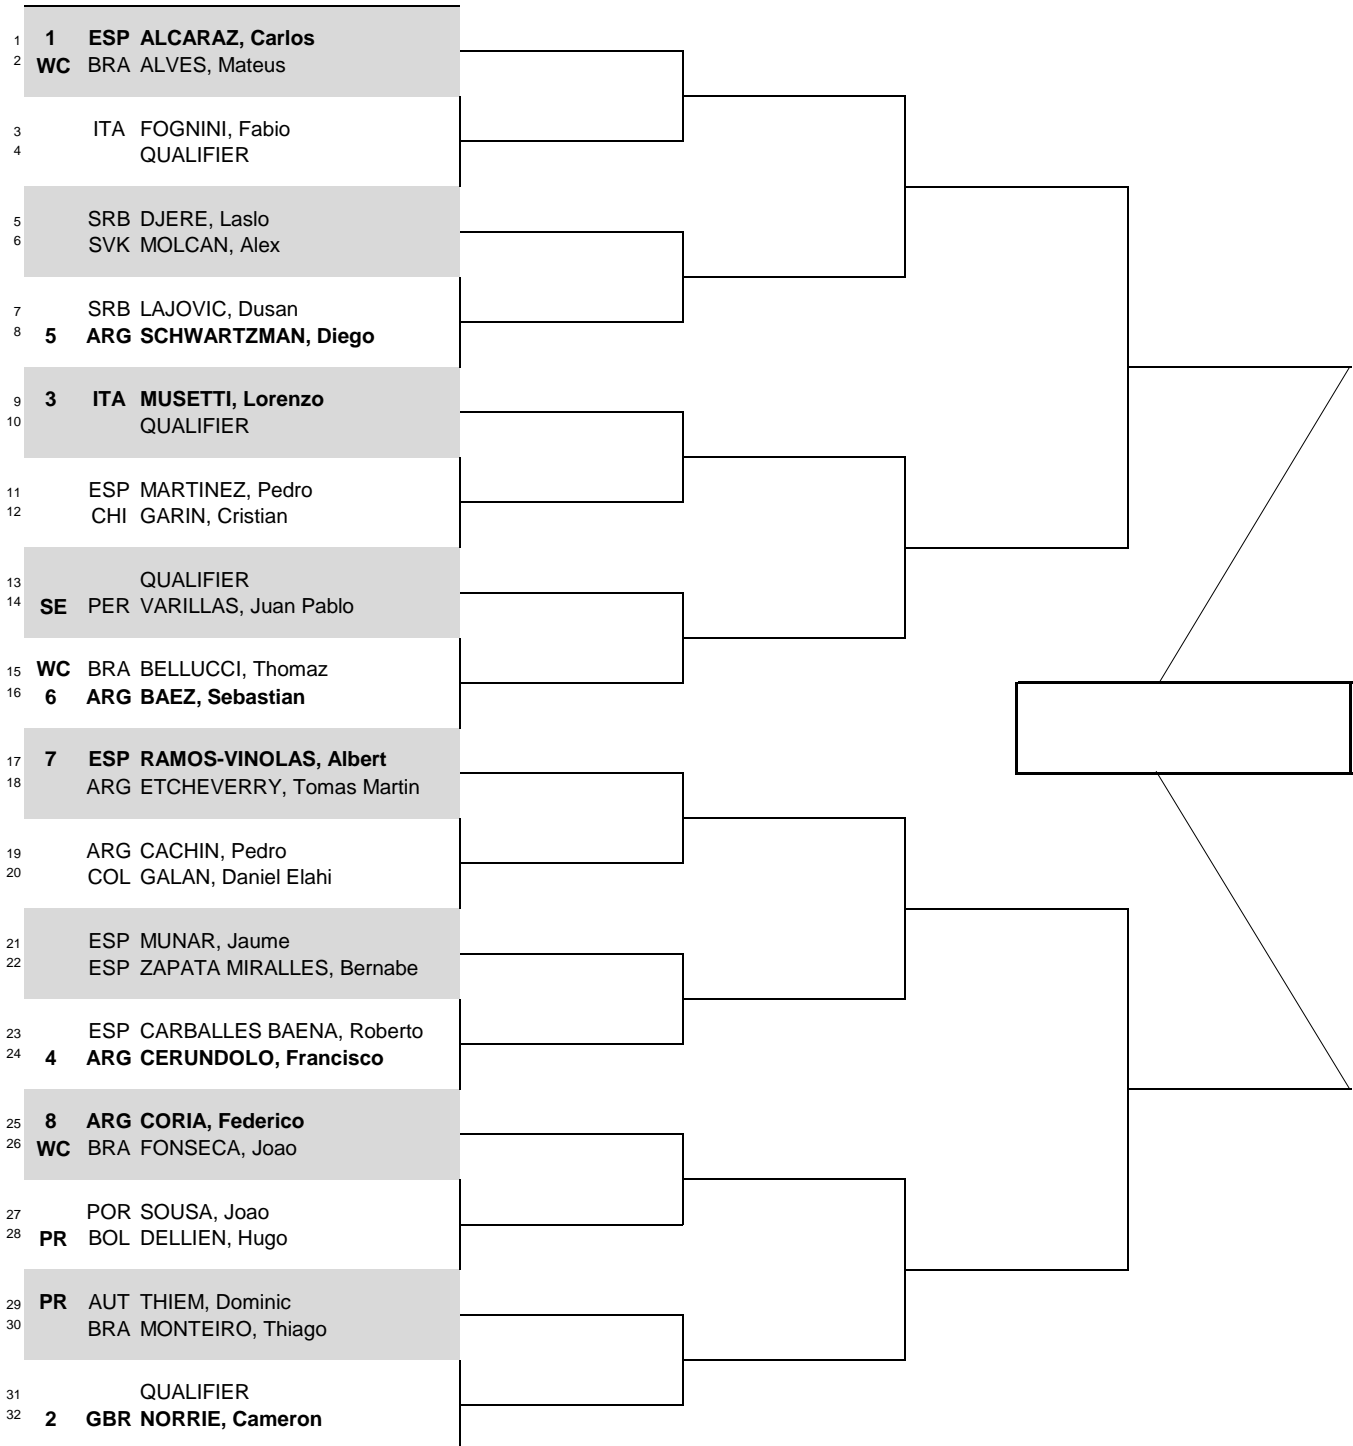 1 1 ESP ALCARAZ, Carlos
2 WC BRA ALVES, Mateus
3 ITA FOGNINI, Fabio
4 QUALIFIER
5 SRB DJERE, Laslo
6 SVK MOLCAN, Alex
7 SRB LAJOVIC, Dusan
8 5 ARG SCHWARTZMAN, Diego
9 3 ITA MUSETTI, Lorenzo
10 QUALIFIER
11 ESP MARTINEZ, Pedro
12 CHI GARIN, Cristian
13 QUALIFIER
14 SE PER VARILLAS, Juan Pablo
15 WC BRA BELLUCCI, Thomaz
16 6 ARG BAEZ, Sebastian
17 7 ESP RAMOS-VINOLAS, Albert
18 ARG ETCHEVERRY, Tomas Martin
19 ARG CACHIN, Pedro
20 COL GALAN, Daniel Elahi
21 ESP MUNAR, Jaume
22 ESP ZAPATA MIRALLES, Bernabe
23 ESP CARBALLES BAENA, Roberto
24 4 ARG CERUNDOLO, Francisco
25 8 ARG CORIA, Federico
26 WC BRA FONSECA, Joao
27 POR SOUSA, Joao
28 PR BOL DELLIEN, Hugo
29 PR AUT THIEM, Dominic
30 BRA MONTEIRO, Thiago
31 QUALIFIER
32 2 GBR NORRIE, Cameron